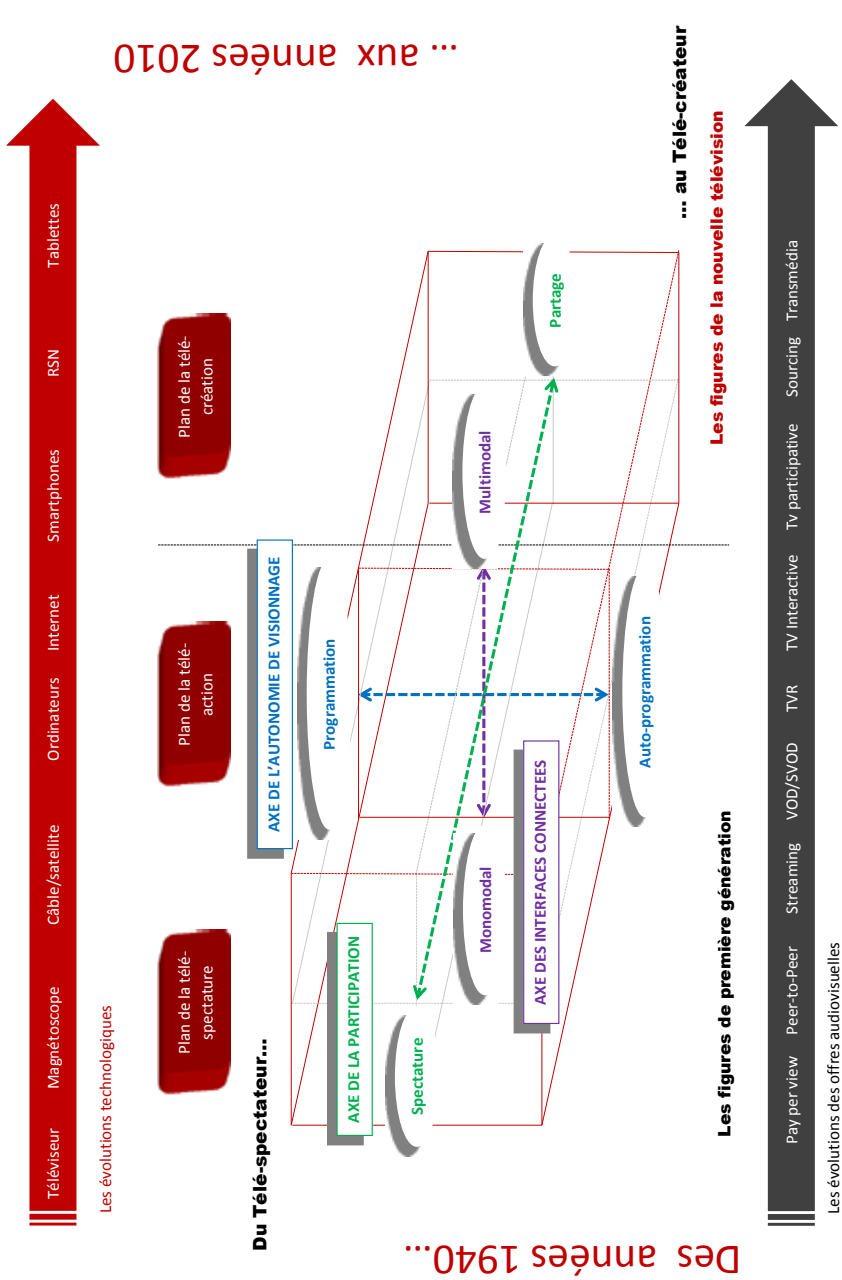 Des années 1940…
… aux années 2010
Téléviseur Magnétoscope Câble/satellite Ordinateurs Internet Smartphones RSN Tablettes
Les évolutions technologiques
Plan de la télé-
spectature
Plan de la télé-
action
Plan de la télé-
création
Du Télé-spectateur…
AXE DE L'AUTONOMIE DE VISIONNAGE
Programmation
AXE DE LA PARTICIPATION
Spectature
Monomodal
Multimodal
Partage
AXE DES INTERFACES CONNECTEES
Auto-programmation
… au Télé-créateur
Les figures de première génération
Les figures de la nouvelle télévision
Pay per view Peer-to-Peer Streaming VOD/SVOD TVR TV Interactive Tv participative Sourcing Transmédia
Les évolutions des offres audiovisuelles